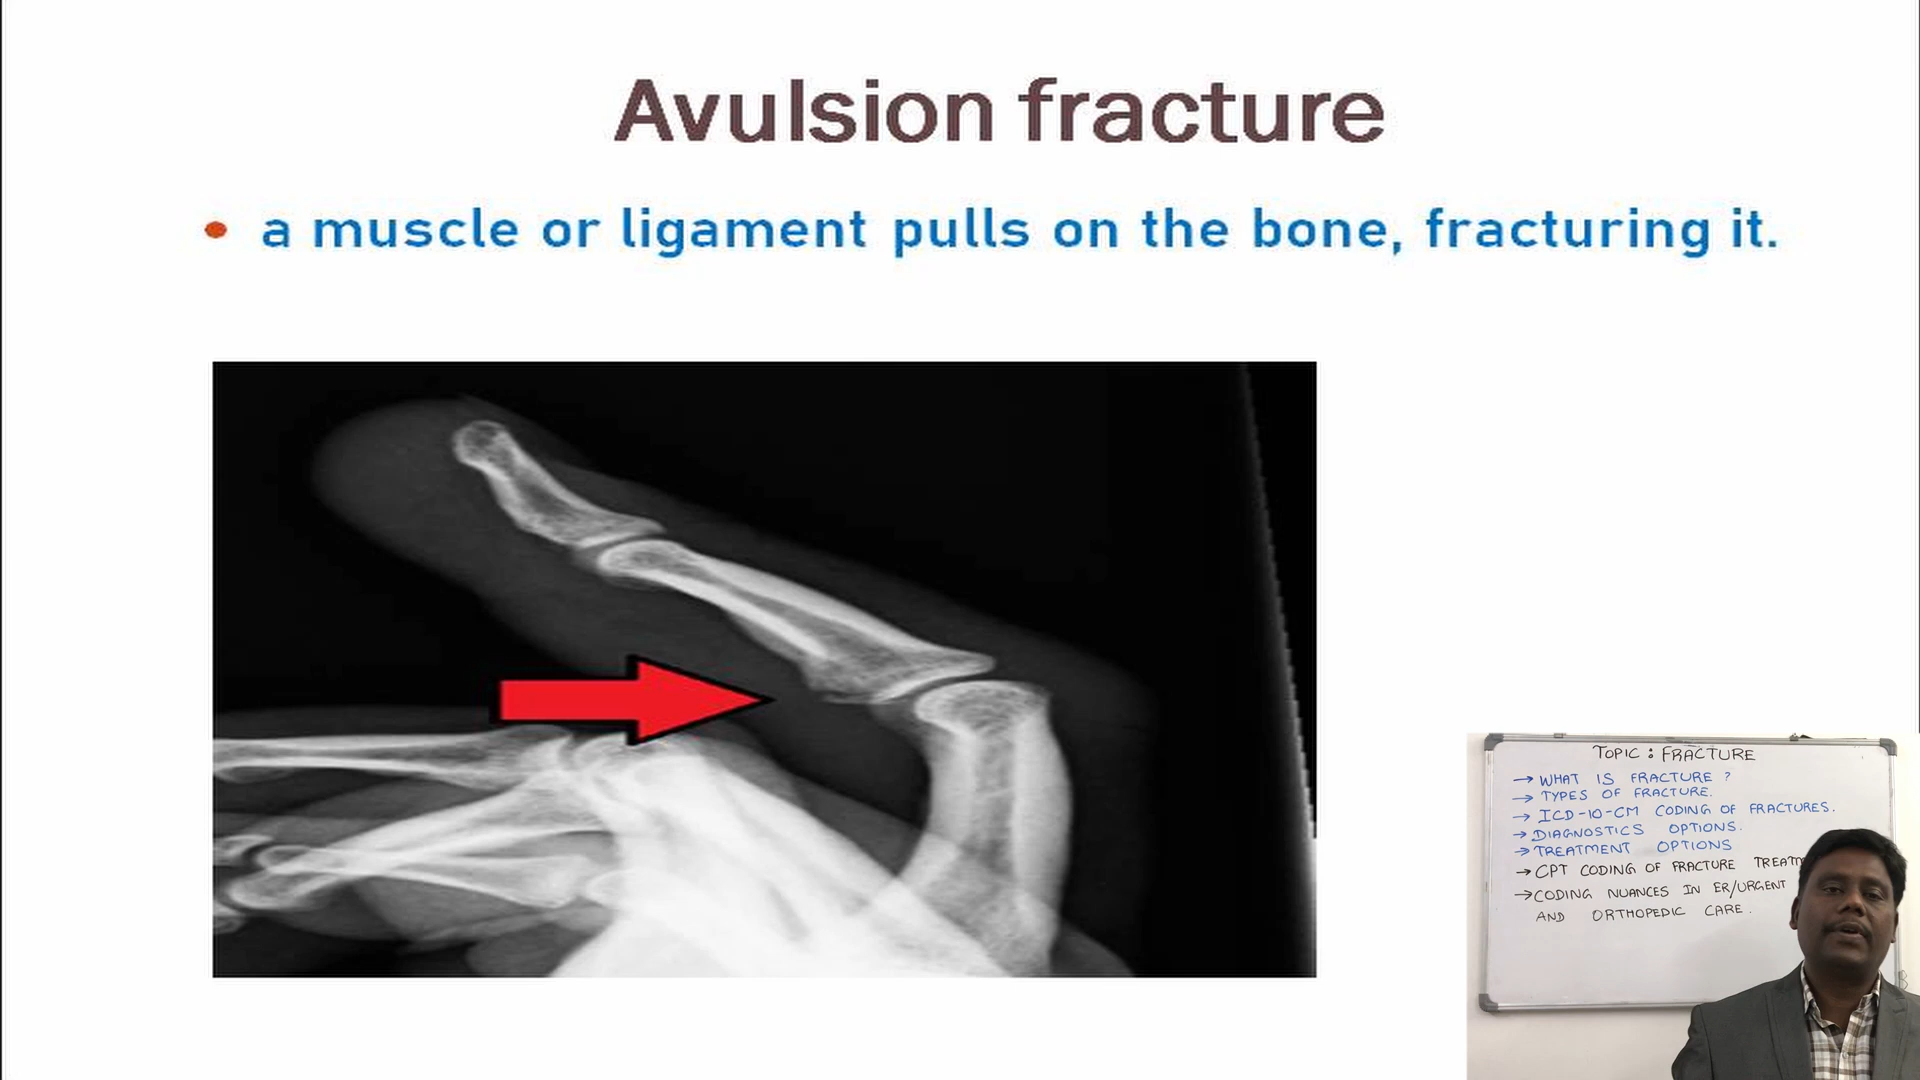 Avulsion fracture
• a muscle or ligament pulls on the bone, fracturing it.
TOPIC : FRACTURE
→ WHAT IS FRACTURE ?
→ TYPES OF FRACTURE.
→ ICD-10-CM CODING OF FRACTURES.
→ DIAGNOSTICS OPTIONS.
→ TREATMENT OPTIONS
→ CPT CODING OF FRACTURE
→ CODING NUANCES IN ER/URGENT
AND ORTHOPEDIC CARE.